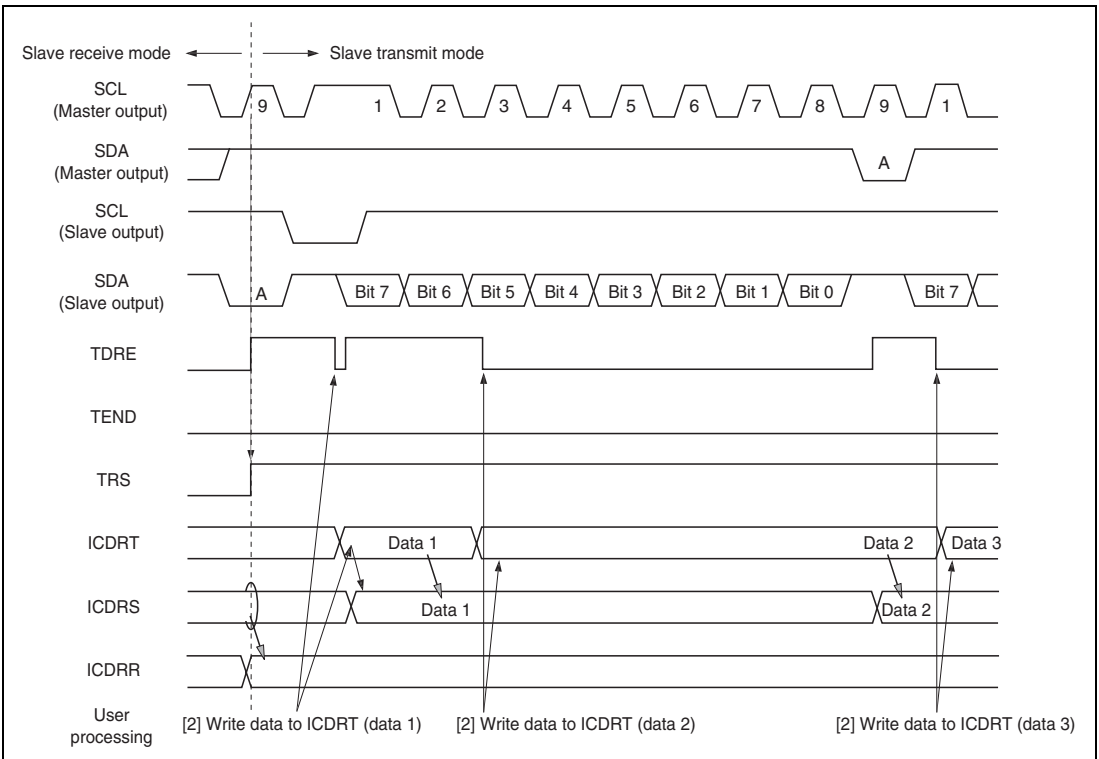 Slave receive mode Slave transmit mode
SCL
(Master output)
9 1 2 3 4 5 6 7 8 9 1
SDA
(Master output)
A
SCL
(Slave output)
SDA
(Slave output)
A Bit 7 Bit 6 Bit 5 Bit 4 Bit 3 Bit 2 Bit 1 Bit 0 Bit 7
TDRE
TEND
TRS
ICDRT Data 1 Data 2 Data 3
ICDRS Data 1 Data 2
ICDRR
User
processing
[2] Write data to ICDRT (data 1) [2] Write data to ICDRT (data 2) [2] Write data to ICDRT (data 3)